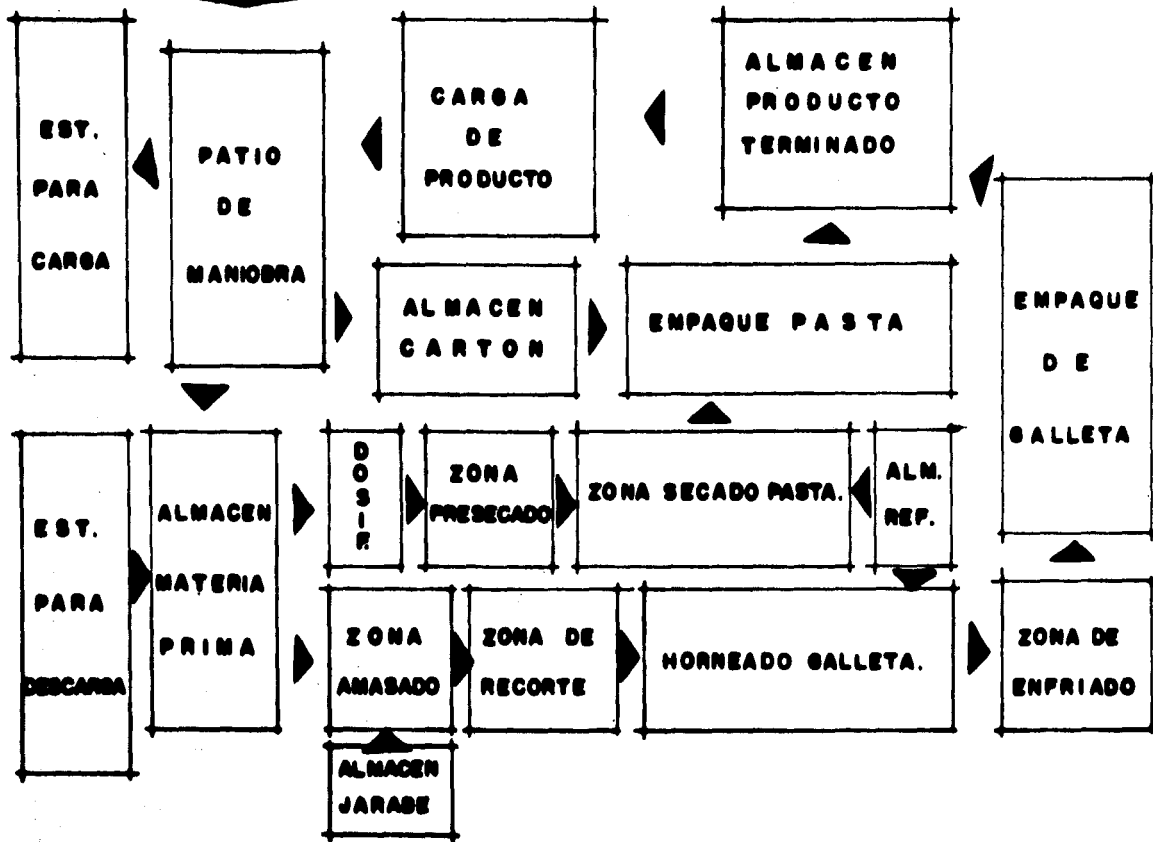 EST.
PARA
CARGA
PATIO
DE
MANIOBRA
CARGA
DE
PRODUCTO
ALMACEN
PRODUCTO
TERMINADO
ALMACEN
CARTON
EMPAQUE PASTA
EMPAQUE
DE
GALLETA
EST.
PARA
DESCARGA
ALMACEN
MATERIA
PRIMA
DOSIF.
ZONA
PRESECADO
ZONA SECADO PASTA.
ALM.
REF.
ZONA
AMASADO
ZONA DE
RECORTE
HORNEADO GALLETA.
ZONA DE
ENFRIADO
ALMACEN
JARABE